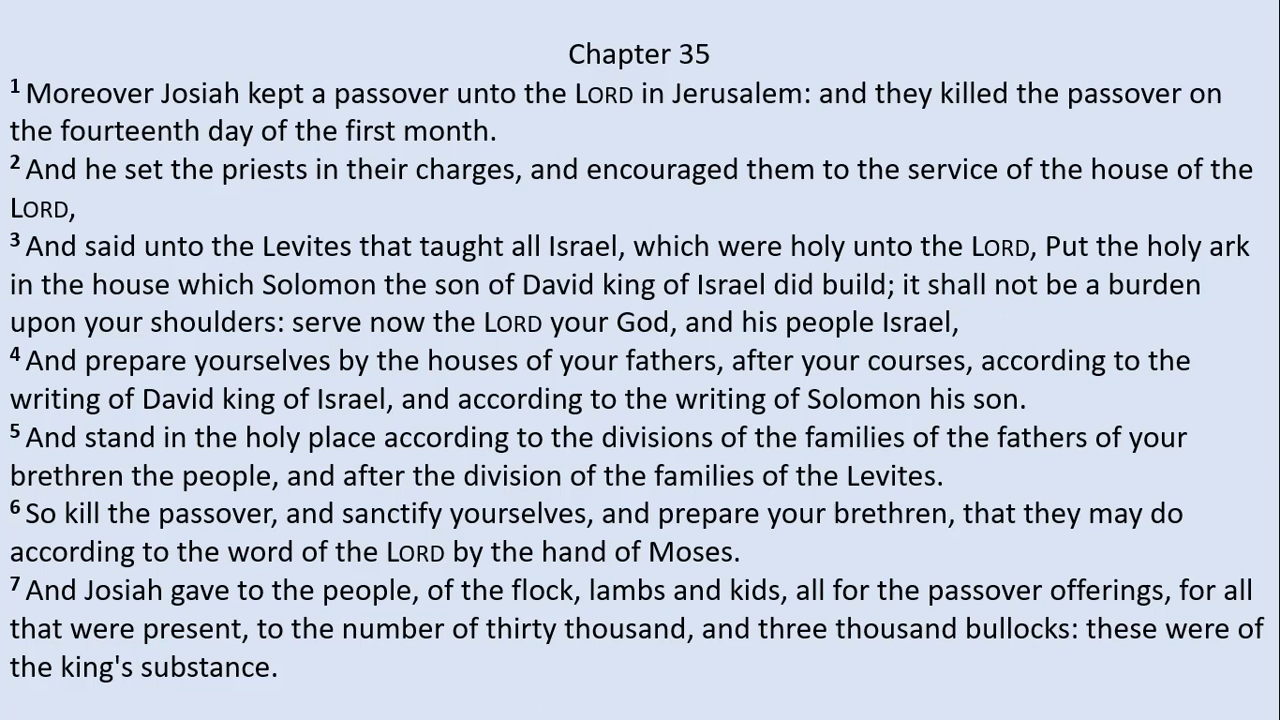 Chapter 35
1 Moreover Josiah kept a passover unto the LORD in Jerusalem: and they killed the passover on
the fourteenth day of the first month.
2 And he set the priests in their charges, and encouraged them to the service of the house of the
LORD,
3 And said unto the Levites that taught all Israel, which were holy unto the LORD, Put the holy ark
in the house which Solomon the son of David king of Israel did build; it shall not be a burden
upon your shoulders: serve now the LORD your God, and his people Israel,
4 And prepare yourselves by the houses of your fathers, after your courses, according to the
writing of David king of Israel, and according to the writing of Solomon his son.
5 And stand in the holy place according to the divisions of the families of the fathers of your
brethren the people, and after the division of the families of the Levites.
6 So kill the passover, and sanctify yourselves, and prepare your brethren, that they may do
according to the word of the LORD by the hand of Moses.
7 And Josiah gave to the people, of the flock, lambs and kids, all for the passover offerings, for all
that were present, to the number of thirty thousand, and three thousand bullocks: these were of
the king's substance.